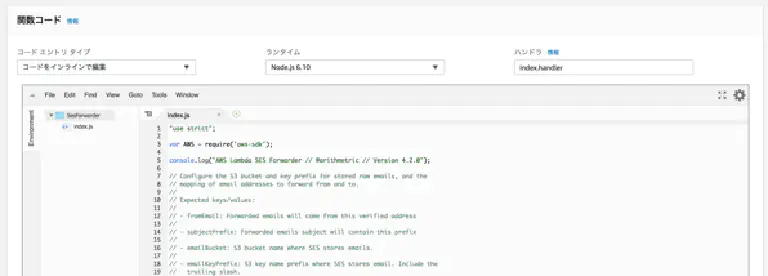 関数コード 情報
コード エントリ タイプ ランタイム ハンドラ 情報
コードをインラインで編集 Node.js 6.10 index.handler
File Edit Find View Goto Tools Window
Environment
SesForwarder index.js
index.js
1 "use strict";
2
3 var AWS = require('aws-sdk');
4
5 console.log("AWS Lambda SES Forwarder // @arithmetric // Version 4.2.0");
6
7 // Configure the S3 bucket and key prefix for stored raw emails, and the
8 // mapping of email addresses to forward from and to.
9 //
10 // Expected keys/values:
11 //
12 // - fromEmail: Forwarded emails will come from this verified address
13 //
14 // - subjectPrefix: Forwarded emails subject will contain this prefix
15 //
16 // - emailBucket: S3 bucket name where SES stores emails.
17 //
18 // - emailKeyPrefix: S3 key name prefix where SES stores email. Include the
19 // trailing slash.